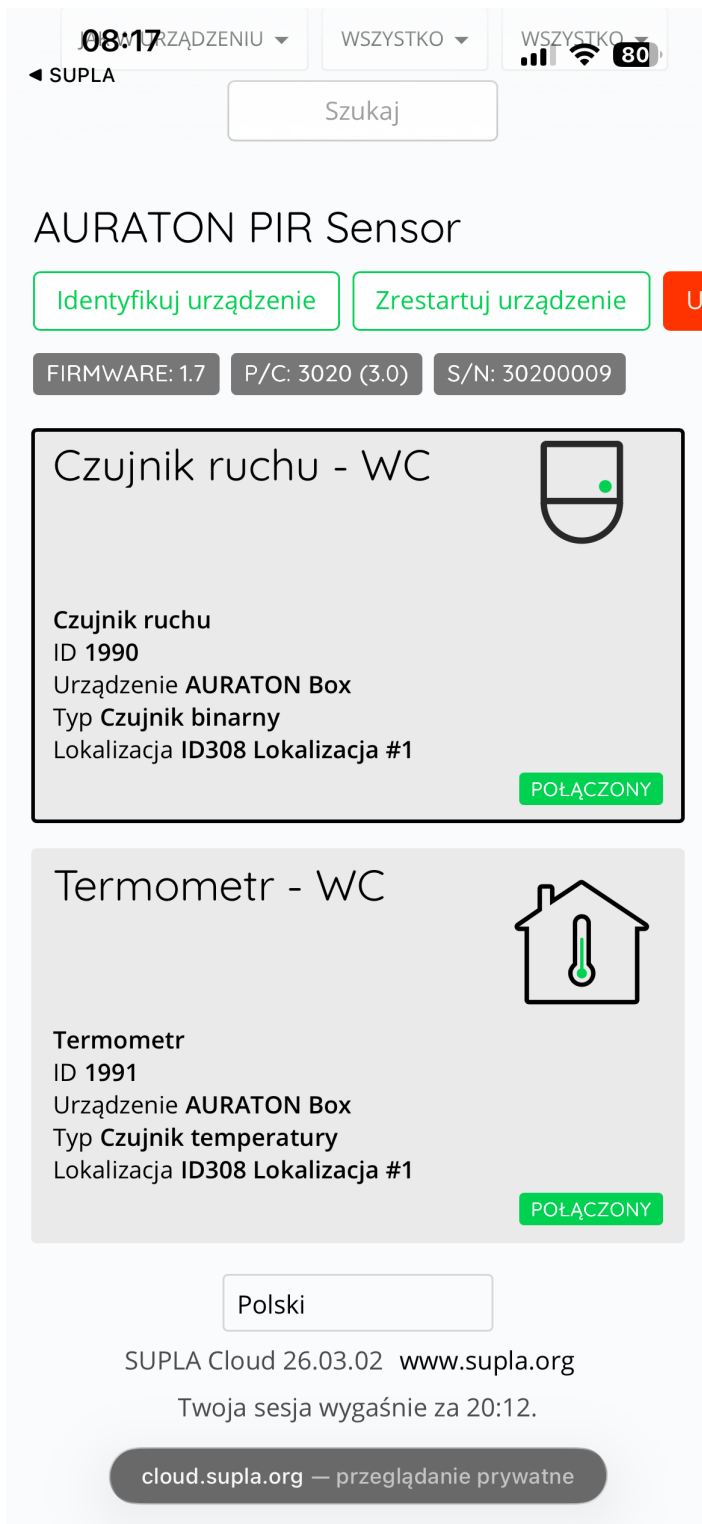 JAK W URZĄDZENIU WSZYSTKO WSZYSTKO
08:17 80
◀ SUPLA
Szukaj
AURATON PIR Sensor
Identyfikuj urządzenie Zrestartuj urządzenie U
FIRMWARE: 1.7 P/C: 3020 (3.0) S/N: 30200009
Czujnik ruchu - WC
Czujnik ruchu
ID 1990
Urządzenie AURATON Box
Typ Czujnik binarny
Lokalizacja ID308 Lokalizacja #1
POŁĄCZONY
Termometr - WC
Termometr
ID 1991
Urządzenie AURATON Box
Typ Czujnik temperatury
Lokalizacja ID308 Lokalizacja #1
POŁĄCZONY
Polski
SUPLA Cloud 26.03.02 www.supla.org
Twoja sesja wygaśnie za 20:12.
cloud.supla.org — przeglądanie prywatne